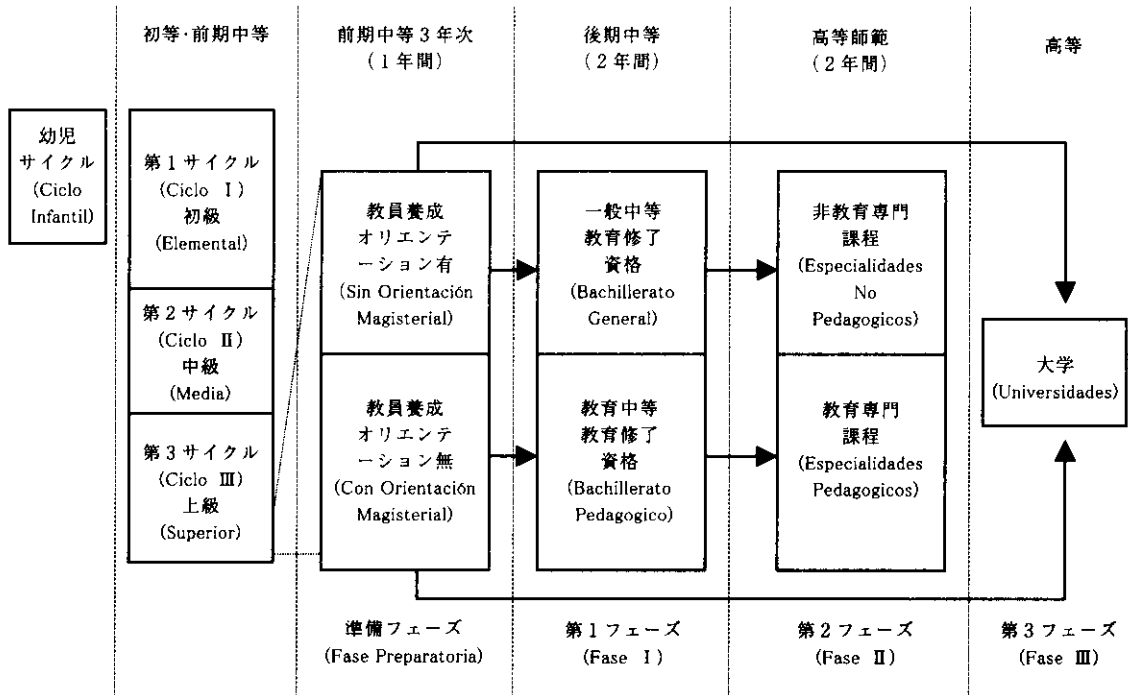 初等・前期中等
前期中等3年次
(1年間)
後期中等
(2年間)
高等師範
(2年間)
高等
幼児
サイクル
(Ciclo
Infantil)
第1サイクル
(Ciclo Ⅰ)
初級
(Elemental)
第2サイクル
(Ciclo Ⅱ)
中級
(Media)
第3サイクル
(Ciclo Ⅲ)
上級
(Superior)
教員養成
オリエンテ
ーション有
(Sin Orientación
Magisterial)
教員養成
オリエンテ
ーション無
(Con Orientación
Magisterial)
一般中等
教育修了
資格
(Bachillerato
General)
教育中等
教育修了
資格
(Bachillerato
Pedagogico)
非教育専門
課程
(Especialidades
No
Pedagogicos)
教育専門
課程
(Especialidades
Pedagogicos)
大学
(Universidades)
準備フェーズ
(Fase Preparatoria)
第1フェーズ
(Fase Ⅰ)
第2フェーズ
(Fase Ⅱ)
第3フェーズ
(Fase Ⅲ)